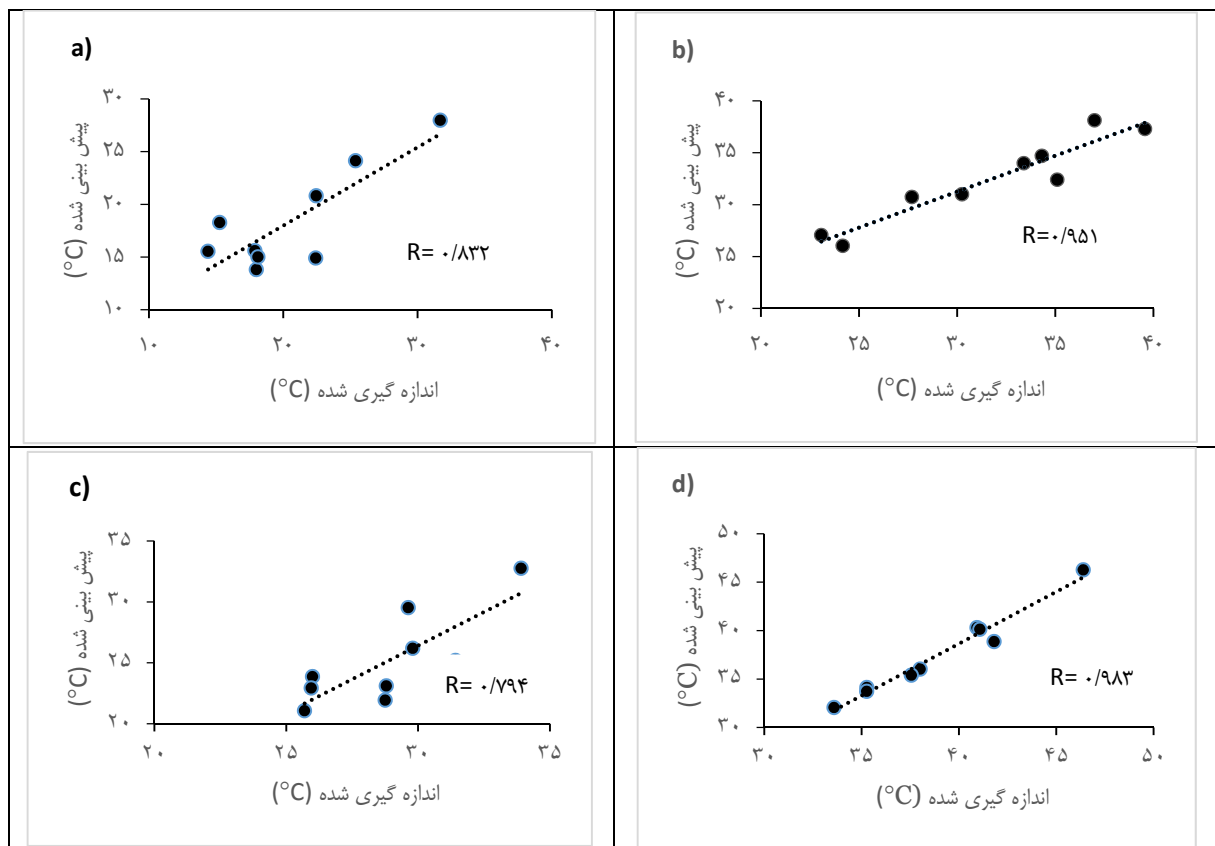 a)
۳۰
۲۵
۲۰
۱۵
۱۰
پیش بینی شده (°C)
R= ۰/۸۳۲
۱۰ ۲۰ ۳۰ ۴۰
اندازه گیری شده (°C)
b)
۴۰
۳۵
۳۰
۲۵
۲۰
پیش بینی شده (°C)
R=۰/۹۵۱
۲۰ ۲۵ ۳۰ ۳۵ ۴۰
اندازه گیری شده (°C)
c)
۳۵
۳۰
۲۵
۲۰
پیش بینی شده (°C)
R= ۰/۷۹۴
۲۰ ۲۵ ۳۰ ۳۵
اندازه گیری شده (°C)
d)
۵۰
۴۵
۴۰
۳۵
۳۰
پیش بینی شده (°C)
R= ۰/۹۸۳
۳۰ ۳۵ ۴۰ ۴۵ ۵۰
اندازه گیری شده (°C)